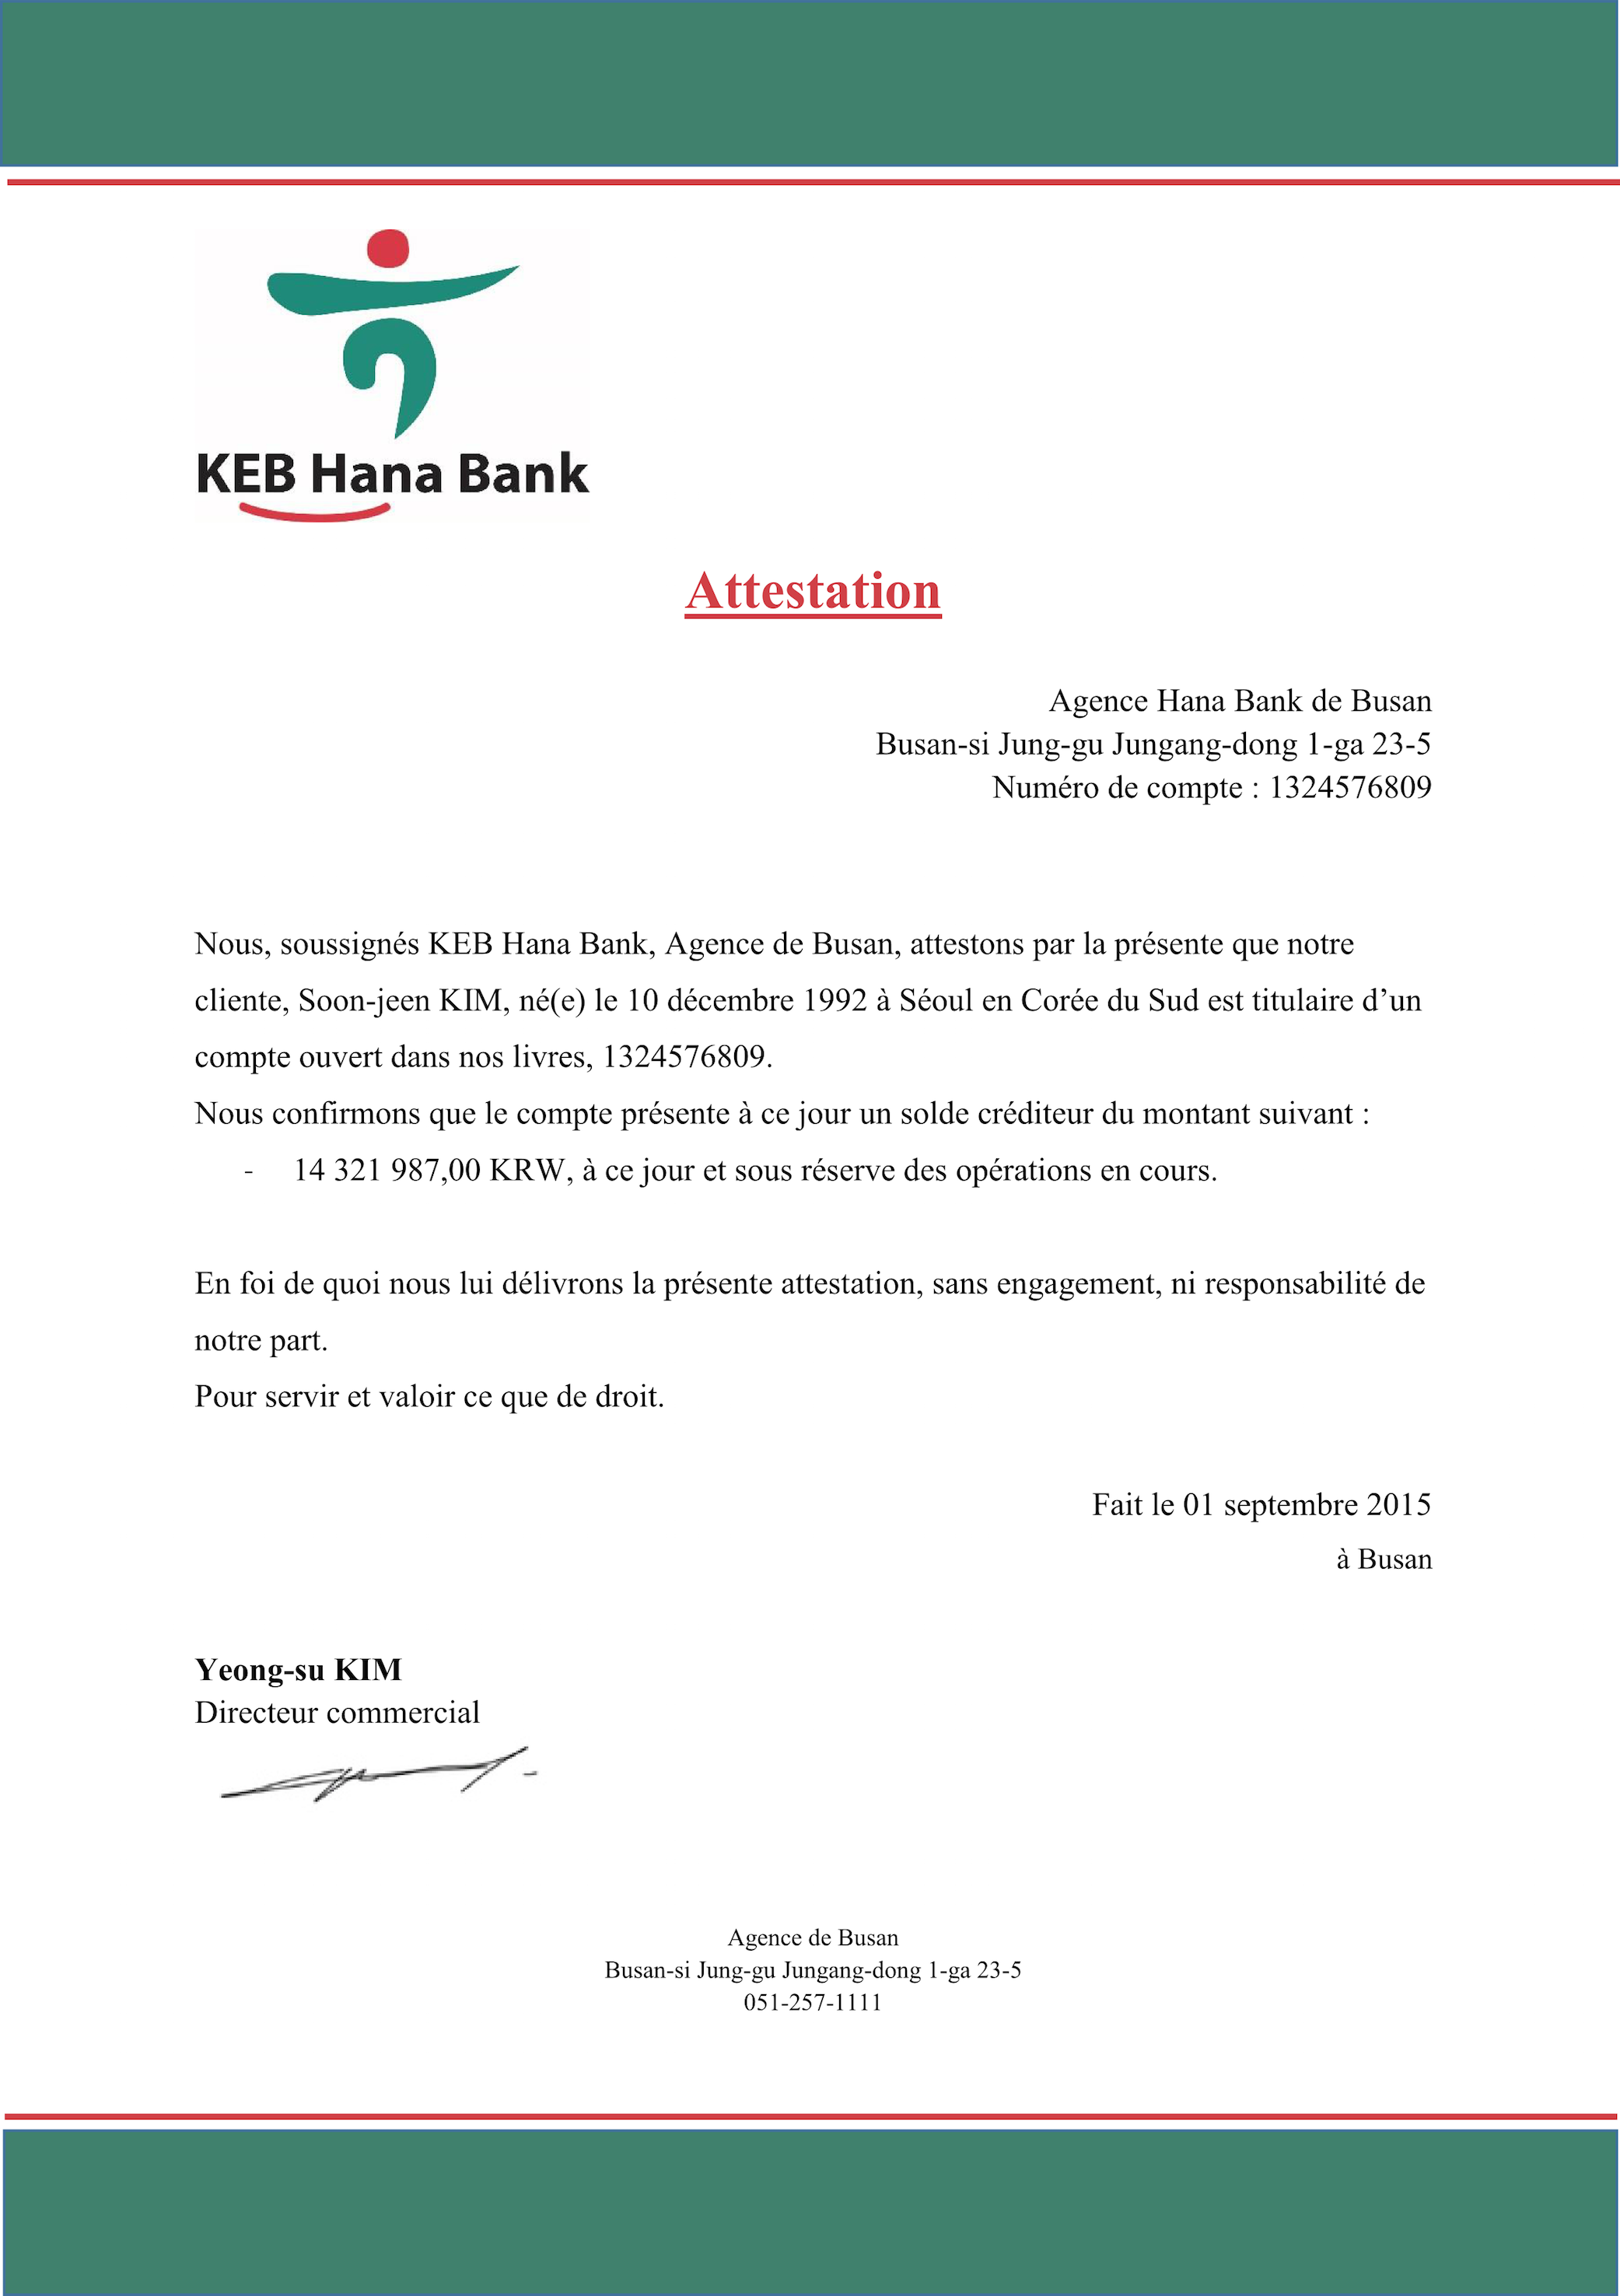 KEB Hana Bank
Attestation
Agence Hana Bank de Busan
Busan-si Jung-gu Jungang-dong 1-ga 23-5
Numéro de compte : 1324576809
Nous, soussignés KEB Hana Bank, Agence de Busan, attestons par la présente que notre
cliente, Soon-jeen KIM, né(e) le 10 décembre 1992 à Séoul en Corée du Sud est titulaire d’un
compte ouvert dans nos livres, 1324576809.
Nous confirmons que le compte présente à ce jour un solde créditeur du montant suivant :
- 14 321 987,00 KRW, à ce jour et sous réserve des opérations en cours.
En foi de quoi nous lui délivrons la présente attestation, sans engagement, ni responsabilité de
notre part.
Pour servir et valoir ce que de droit.
Fait le 01 septembre 2015
à Busan
Yeong-su KIM
Directeur commercial
Agence de Busan
Busan-si Jung-gu Jungang-dong 1-ga 23-5
051-257-1111